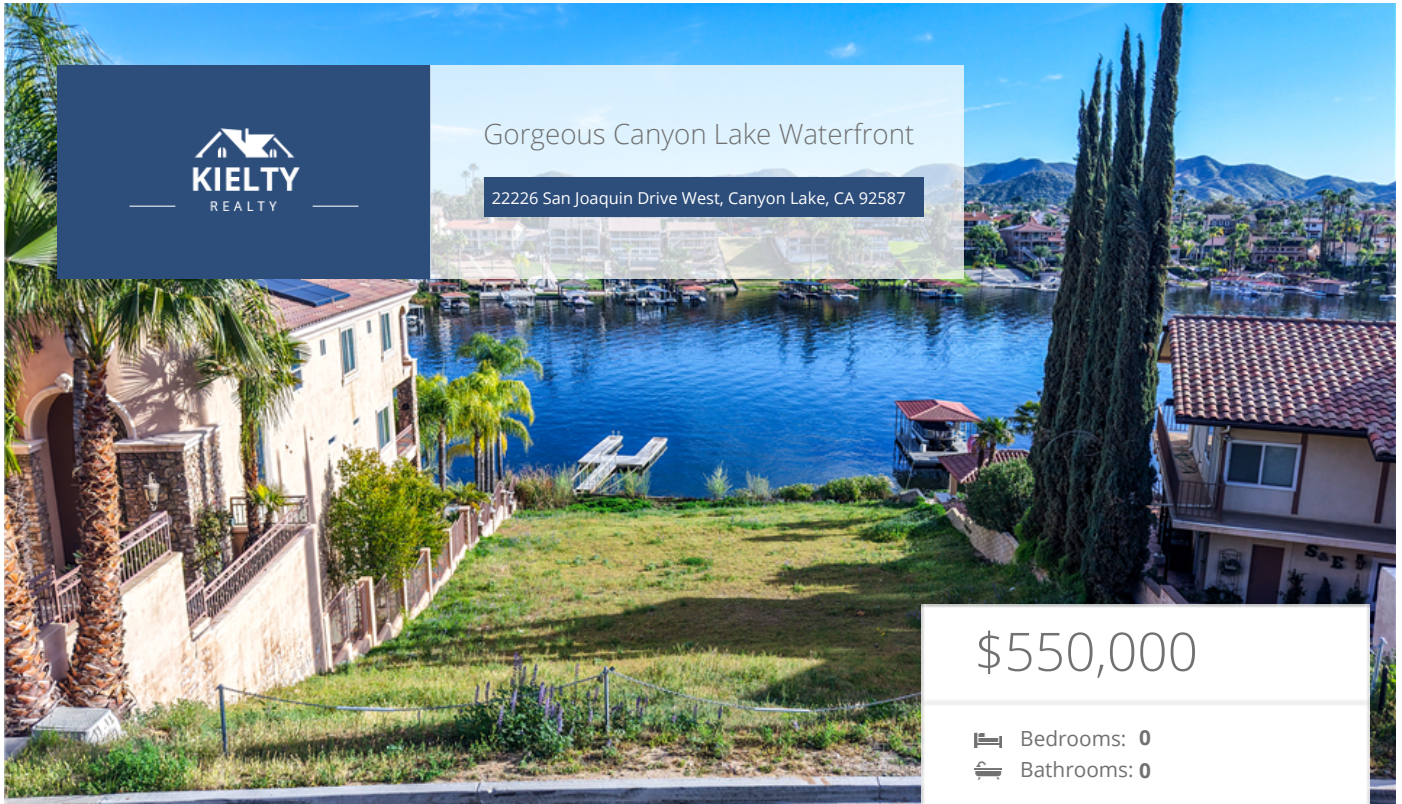 KIELTY
REALTY
Gorgeous Canyon Lake Waterfront
22226 San Joaquin Drive West, Canyon Lake, CA 92587
S&E
$550,000
Bedrooms: 0
Bathrooms: 0